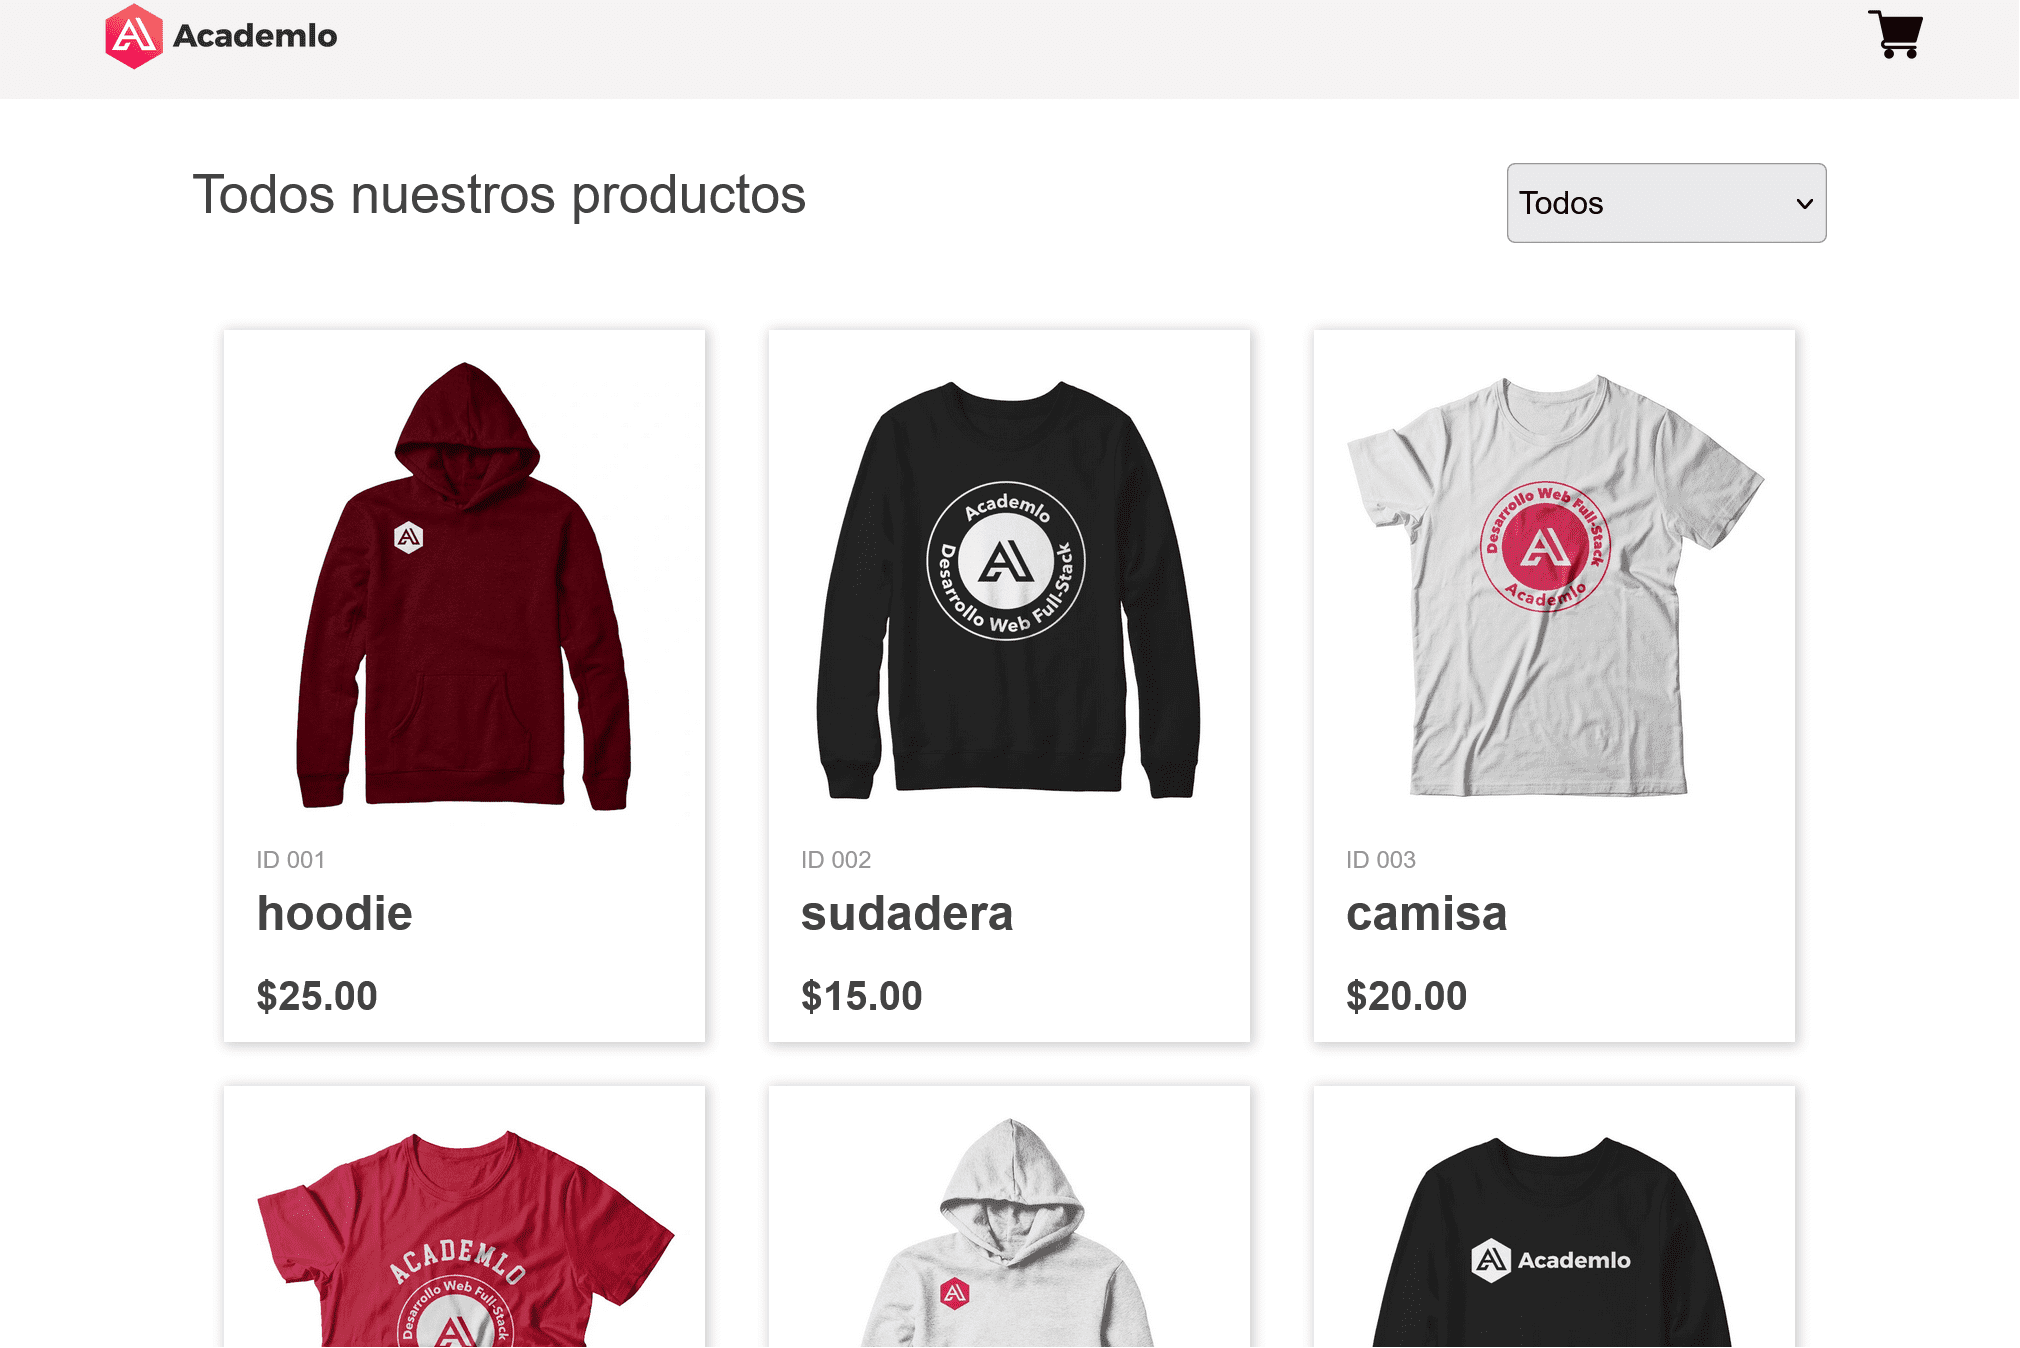 Academlo
Todos nuestros productos
Todos
Academlo
Desarrollo Web Full-Stack
Desarrollo Web Full-Stack
Academlo
ID 001
hoodie
$25.00
ID 002
sudadera
$15.00
ID 003
camisa
$20.00
ACADEMLO
Desarrollo Web Full-Stack
Academlo